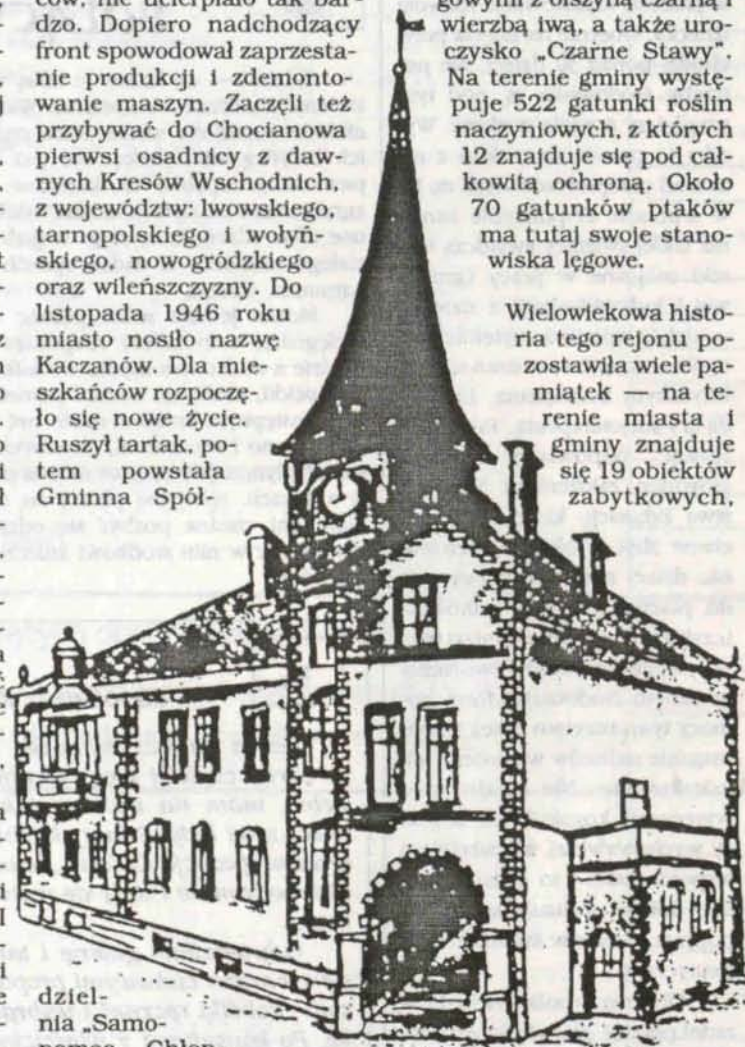 ców, nie ucierpiało tak bar-
dzo. Dopiero nadchodzący
front spowodował zaprzesta-
nie produkcji i zdemonto-
wanie maszyn. Zaczęli też
przybywać do Chocianowa
pierwsi osadnicy z daw-
nych Kresów Wschodnich,
z województw: lwowskiego,
tarnopolskiego i wołyń-
skiego, nowogródzkiego
oraz wileńszczyzny. Do
listopada 1946 roku
miasto nosiło nazwę
Kaczanów. Dla mie-
szkańców rozpoczę-
ło się nowe życie.
Ruszył tartak, po-
tem powstała
Gminna Spół-
dziel-
nia „Samo-
pomoc Chłop-
gowymi z olszyną czarną i
wierzbą iwą, a także uro-
czysko „Czarne Stawy”.
Na terenie gminy wystę-
puje 522 gatunki roślin
naczyniowych, z których
12 znajduje się pod cał-
kowitą ochroną. Około
70 gatunków ptaków
ma tutaj swoje stano-
wiska lęgowe.
Wielowiekowa histo-
ria tego rejonu po-
zostawiła wiele pa-
miątek – na te-
renie miasta i
gminy znajduje
się 19 obiektów
zabytkowych,